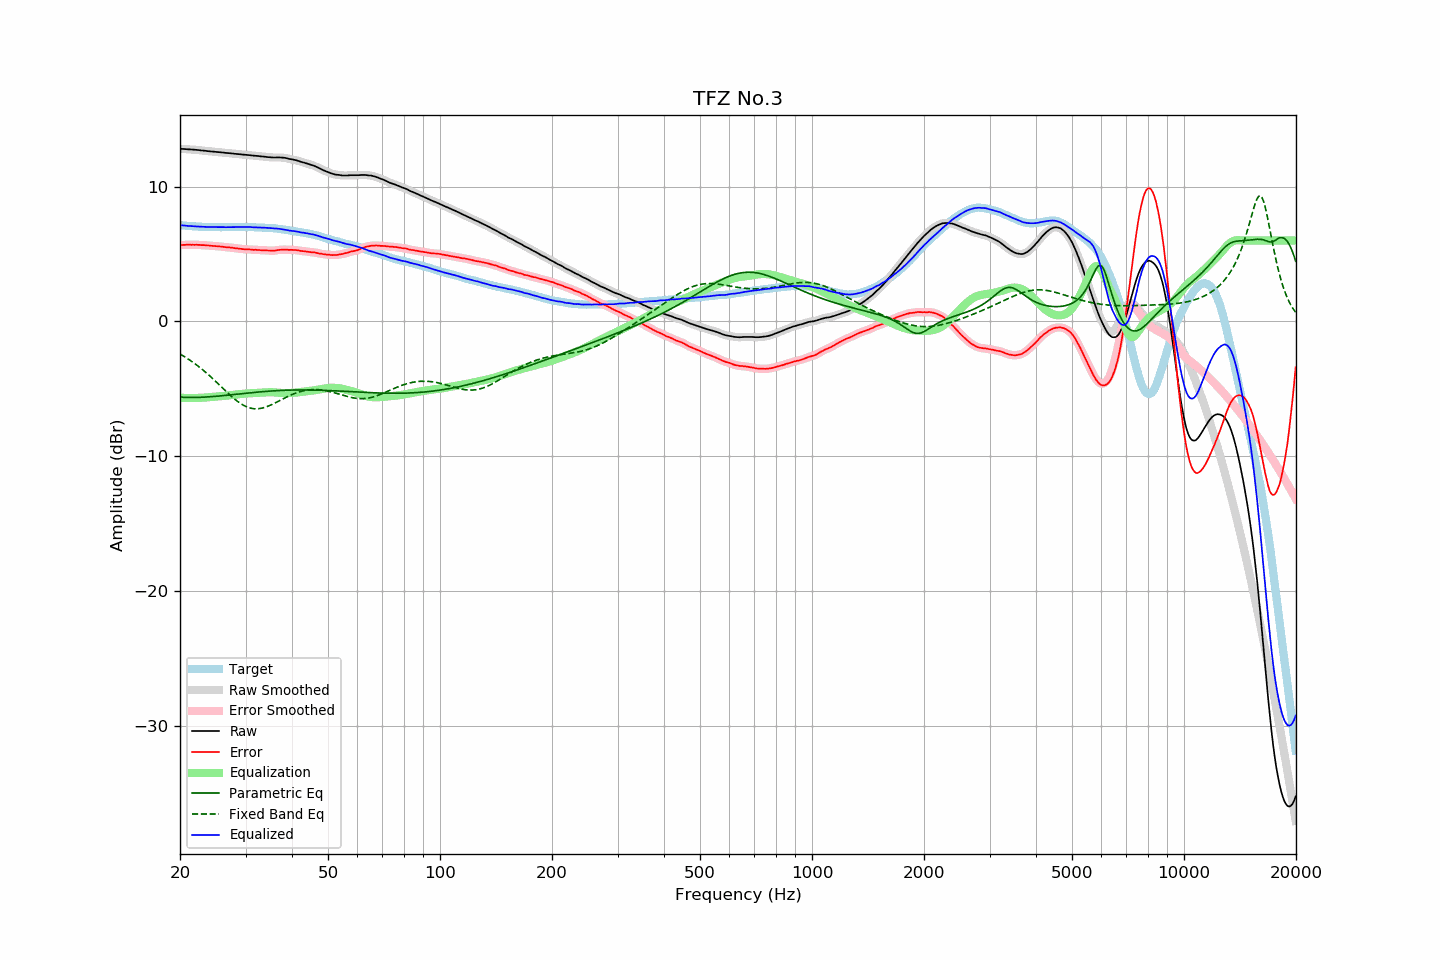 TFZ No.3
Amplitude (dBr)
10
0
−10
−20
−30
Target
Raw Smoothed
Error Smoothed
Raw
Error
Equalization
Parametric Eq
Fixed Band Eq
Equalized
20 50 100 200 500 1000 2000 5000 10000 20000
Frequency (Hz)